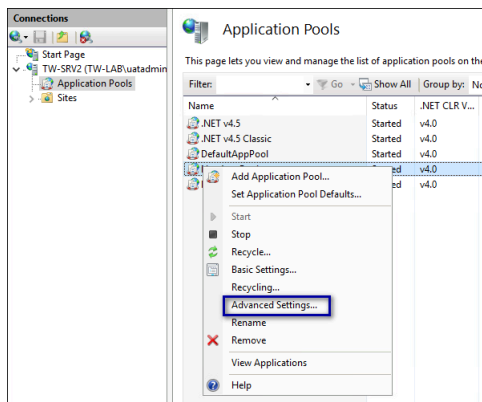 Connections
Application Pools
Start Page
TW-SRV2 (TW-LAB\uatadmin
Application Pools
Sites
This page lets you view and manage the list of application pools on the
Filter: Go Show All Group by: No
Name Status .NET CLR V...
.NET v4.5 Started v4.0
.NET v4.5 Classic Started v4.0
DefaultAppPool Started v4.0
v4.0
v4.0
Add Application Pool...
Set Application Pool Defaults...
Start
Stop
Recycle...
Basic Settings...
Recycling...
Advanced Settings...
Rename
Remove
View Applications
Help